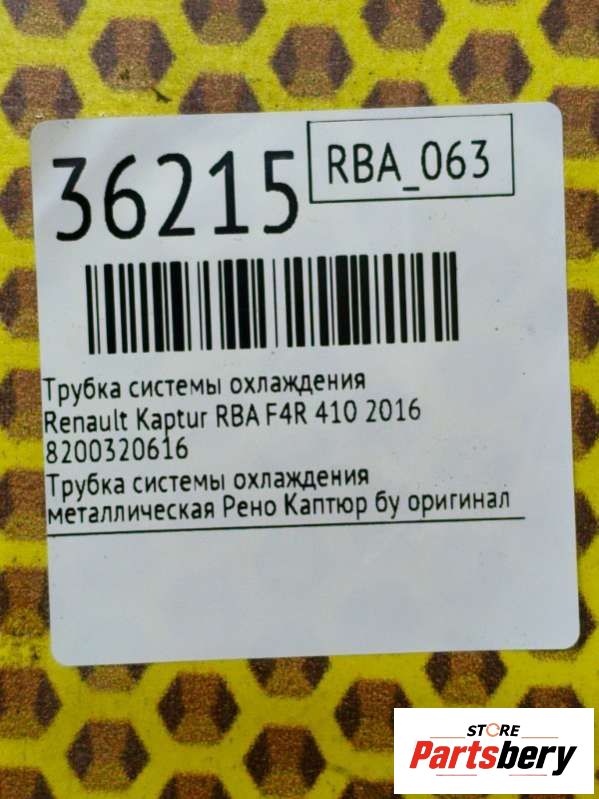 36215
RBA_063
Трубка системы охлаждения
Renault Kaptur RBA F4R 410 2016
8200320616
Трубка системы охлаждения
металлическая Рено Каптюр бу оригинал
STORE
Partsbery